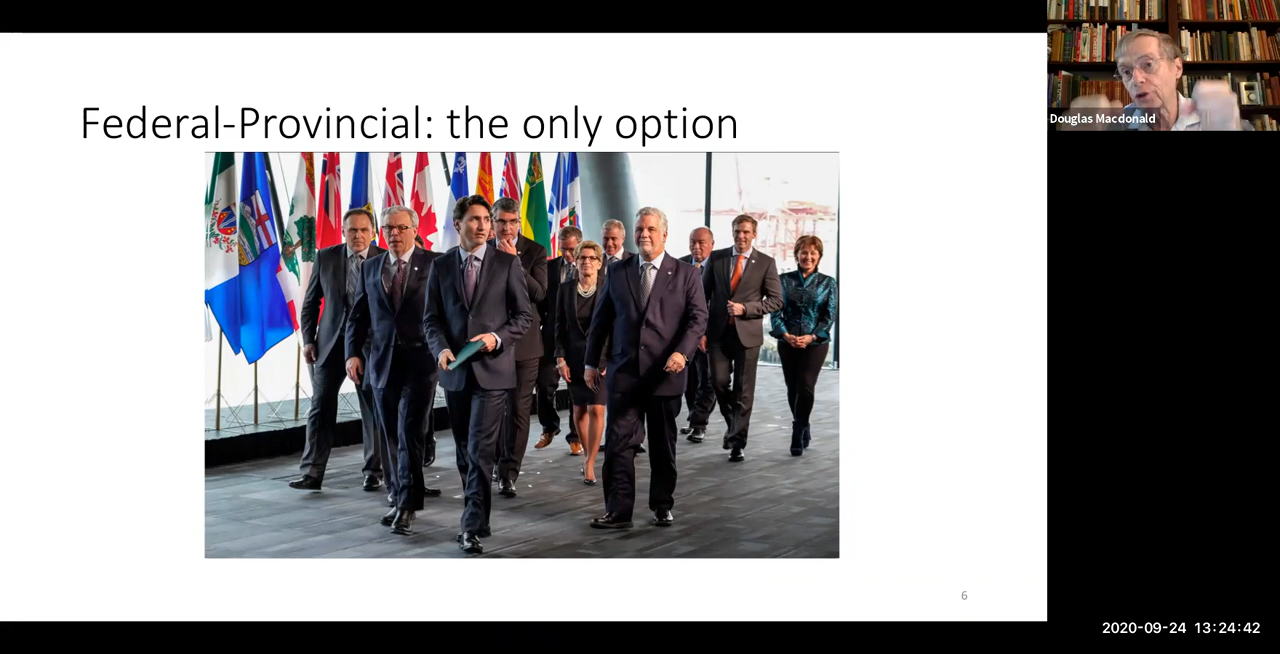 Federal-Provincial: the only option
Douglas Macdonald
6
2020-09-24 13:24:42